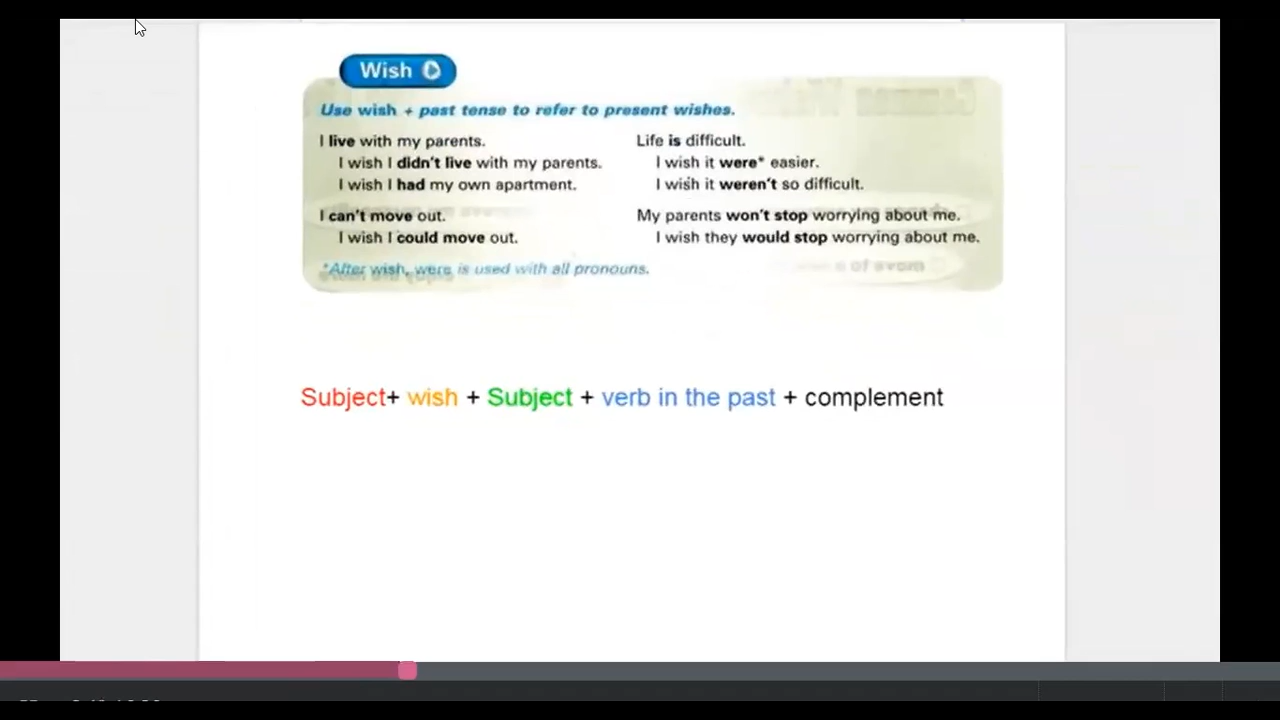 Wish
Use wish + past tense to refer to present wishes.
I live with my parents.
I wish I didn't live with my parents.
I wish I had my own apartment.
I can't move out.
I wish I could move out.
Life is difficult.
I wish it were* easier.
I wish it weren't so difficult.
My parents won't stop worrying about me.
I wish they would stop worrying about me.
*After wish, were is used with all pronouns.
Subject+ wish + Subject + verb in the past + complement